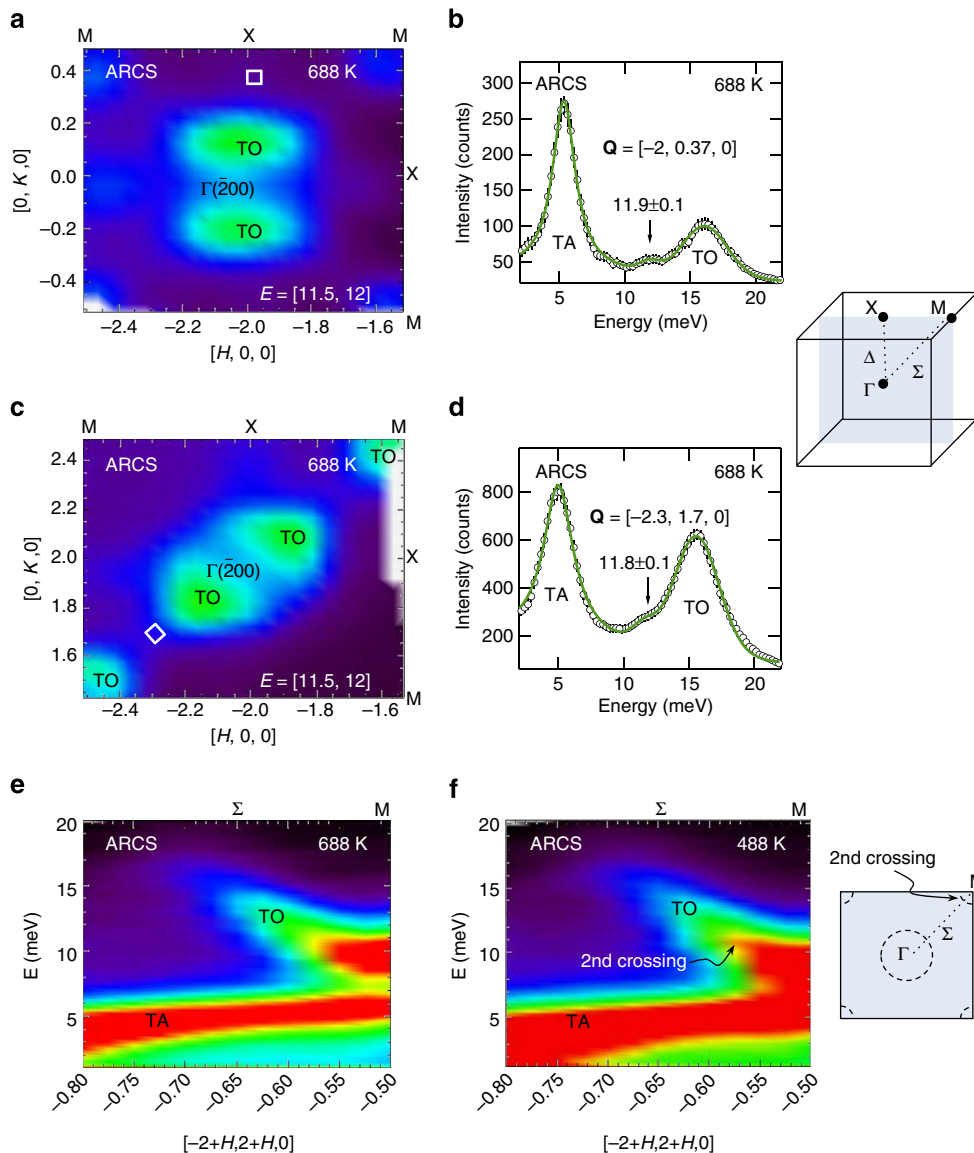 a
M X M
ARCS 688 K
0.4
0.2
0.0
−0.2
−0.4
[0, K ,0]
TO
Γ(2̄00)
TO
X
E = [11.5, 12]
M
−2.4 −2.2 −2.0 −1.8 −1.6
[H, 0, 0]
b
300
250
200
150
100
50
Intensity (counts)
ARCS 688 K
Q = [−2, 0.37, 0]
11.9±0.1
TA TO
5 10 15 20
Energy (meV)
X M
Δ Σ
Γ
c
M X M
ARCS 688 K
2.4
2.2
2.0
1.8
1.6
[0, K ,0]
TO
TO
Γ(2̄00)
TO
TO
X
E = [11.5, 12]
M
−2.4 −2.2 −2.0 −1.8 −1.6
[H, 0, 0]
d
800
600
400
200
Intensity (counts)
ARCS 688 K
Q = [−2.3, 1.7, 0]
11.8±0.1
TA TO
5 10 15 20
Energy (meV)
e
Σ M
ARCS 688 K
20
15
10
5
E (meV)
TO
TA
−0.80 −0.75 −0.70 −0.65 −0.60 −0.55 −0.50
[−2+H,2+H,0]
f
Σ M
ARCS 488 K
20
15
10
5
E (meV)
TO
2nd crossing
TA
−0.80 −0.75 −0.70 −0.65 −0.60 −0.55 −0.50
[−2+H,2+H,0]
2nd crossing
Σ
Γ